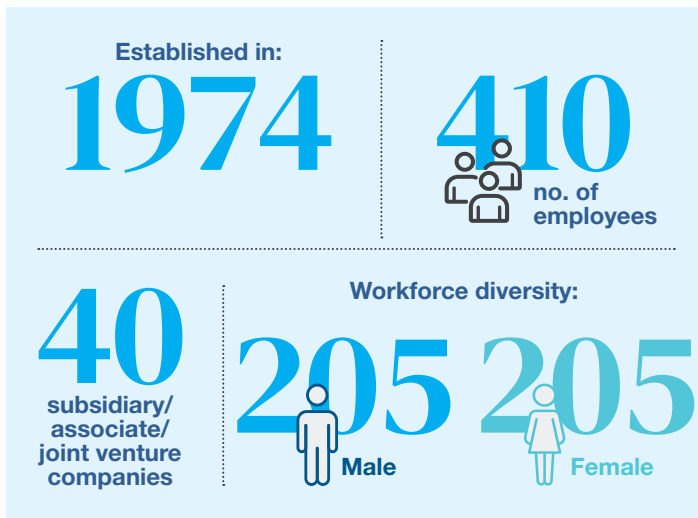 Established in:
1974
410
no. of
employees
40
subsidiary/
associate/
joint venture
companies
Workforce diversity:
205
Male
205
Female